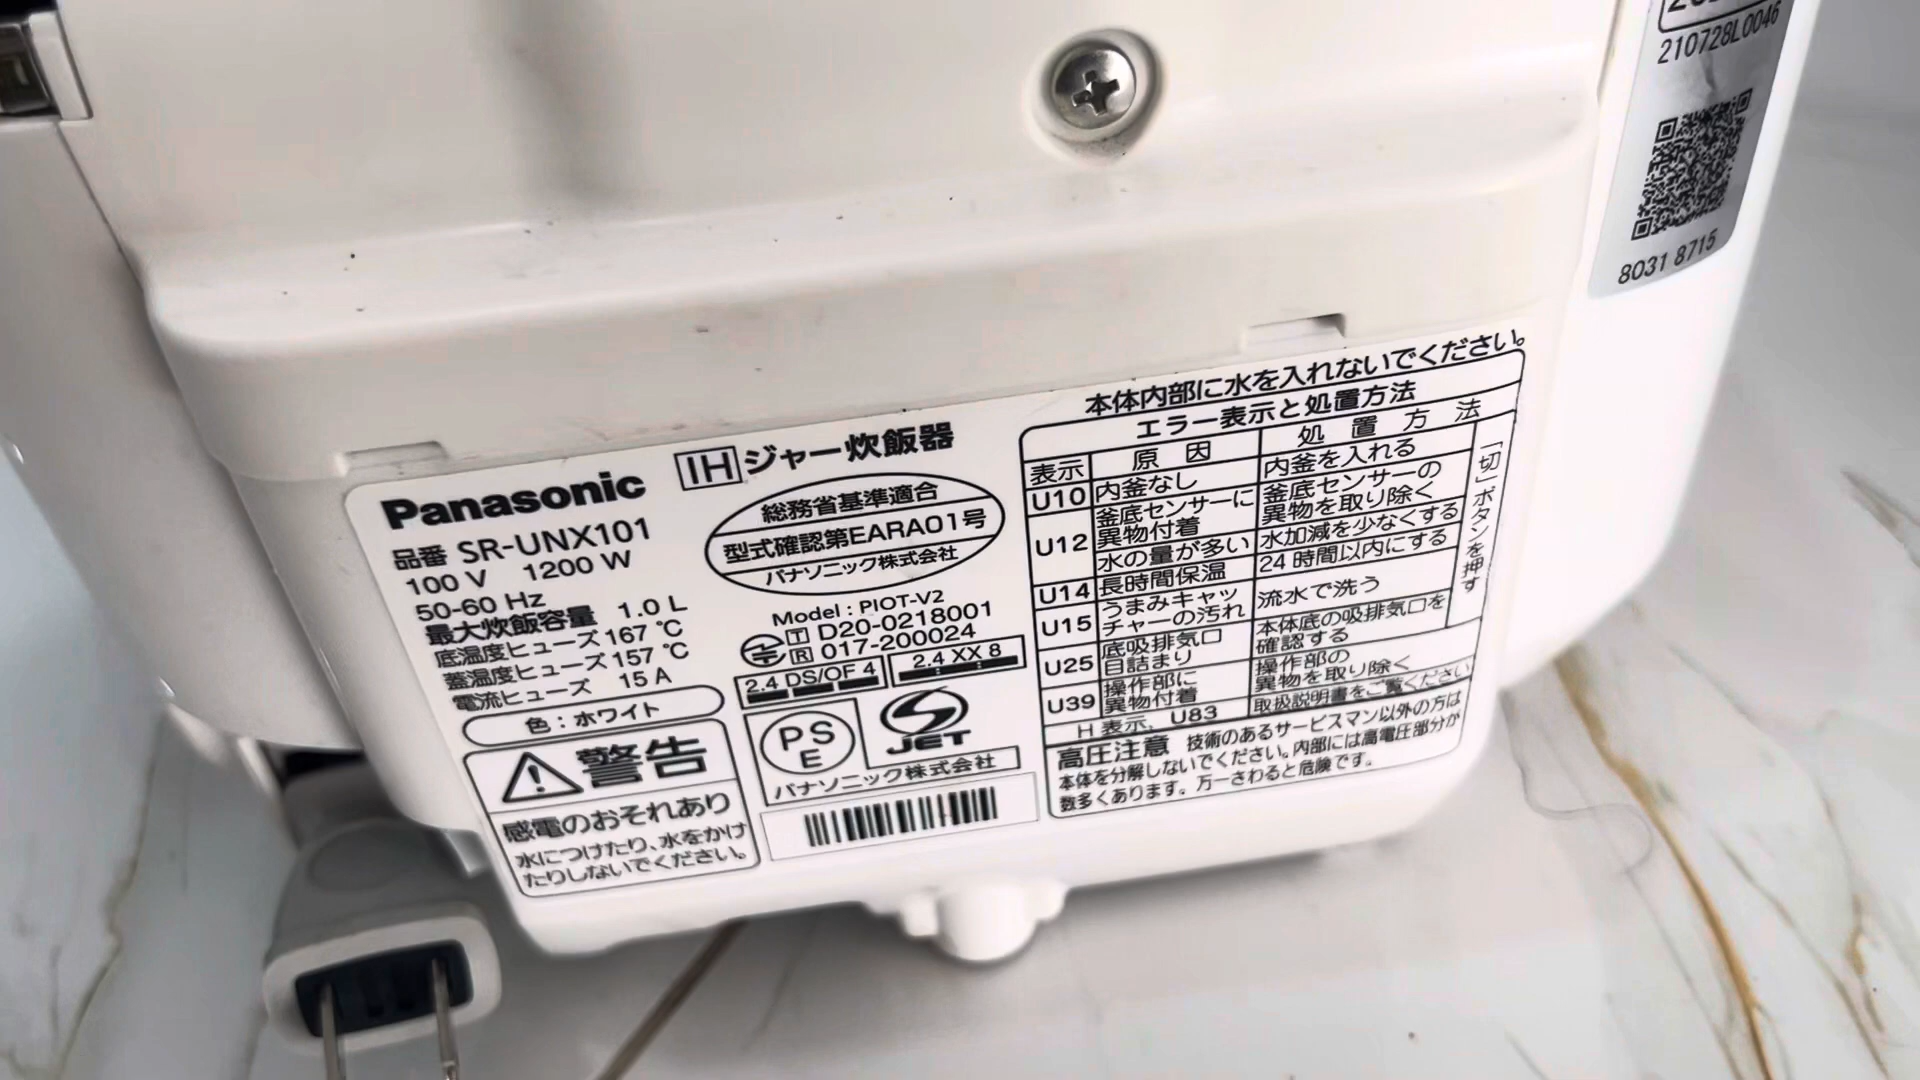 210728L0046
8031 8715
Panasonic IHジャー炊飯器
品番 SR-UNX101
100 V 1200 W
50-60 Hz
最大炊飯容量 1.0 L
底温度ヒューズ 167 ℃
蓋温度ヒューズ 157 ℃
電流ヒューズ 15 A
色:ホワイト
警告
感電のおそれあり
水につけたり、水をかけ
たりしないでください。
総務省基準適合
型式確認第EARA01号
パナソニック株式会社
Model : PIOT-V2
T D20-0218001
R 017-200024
2.4 DS/OF 4
2.4 XX 8
PS
E
JET
パナソニック株式会社
本体内部に水を入れないでください。
エラー表示と処置方法
表示 原因 処置方法
U10 内釜なし 内釜を入れる
U12 釜底センサーに 釜底センサーの
異物付着 異物を取り除く
水の量が多い 水加減を少なくする
U14 長時間保温 24時間以内にする
U15 うまみキャッ 流水で洗う
チャーの汚れ
U25 底吸排気口 本体底の吸排気口を
目詰まり 確認する
U39 操作部に 操作部の
異物付着 異物を取り除く
「切」ボタンを押す
H 表示、U83 取扱説明書をご覧ください
高圧注意 技術のあるサービスマン以外の方は
本体を分解しないでください。内部には高電圧部分が
数多くあります。万一さわると危険です。